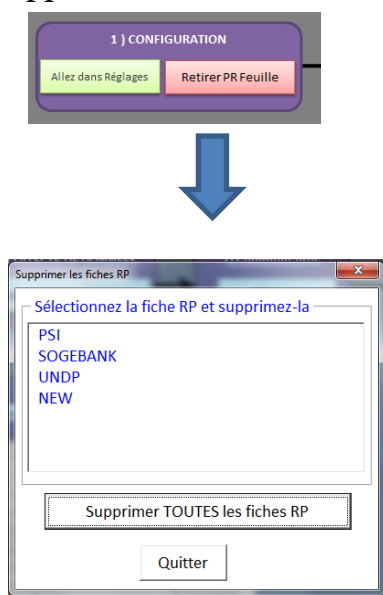 1 ) CONFIGURATION
Allez dans Réglages
Retirer PR Feuille
Supprimer les fiches RP
Sélectionnez la fiche RP et supprimez-la
PSI
SOGEBANK
UNDP
NEW
Supprimer TOUTES les fiches RP
Quitter